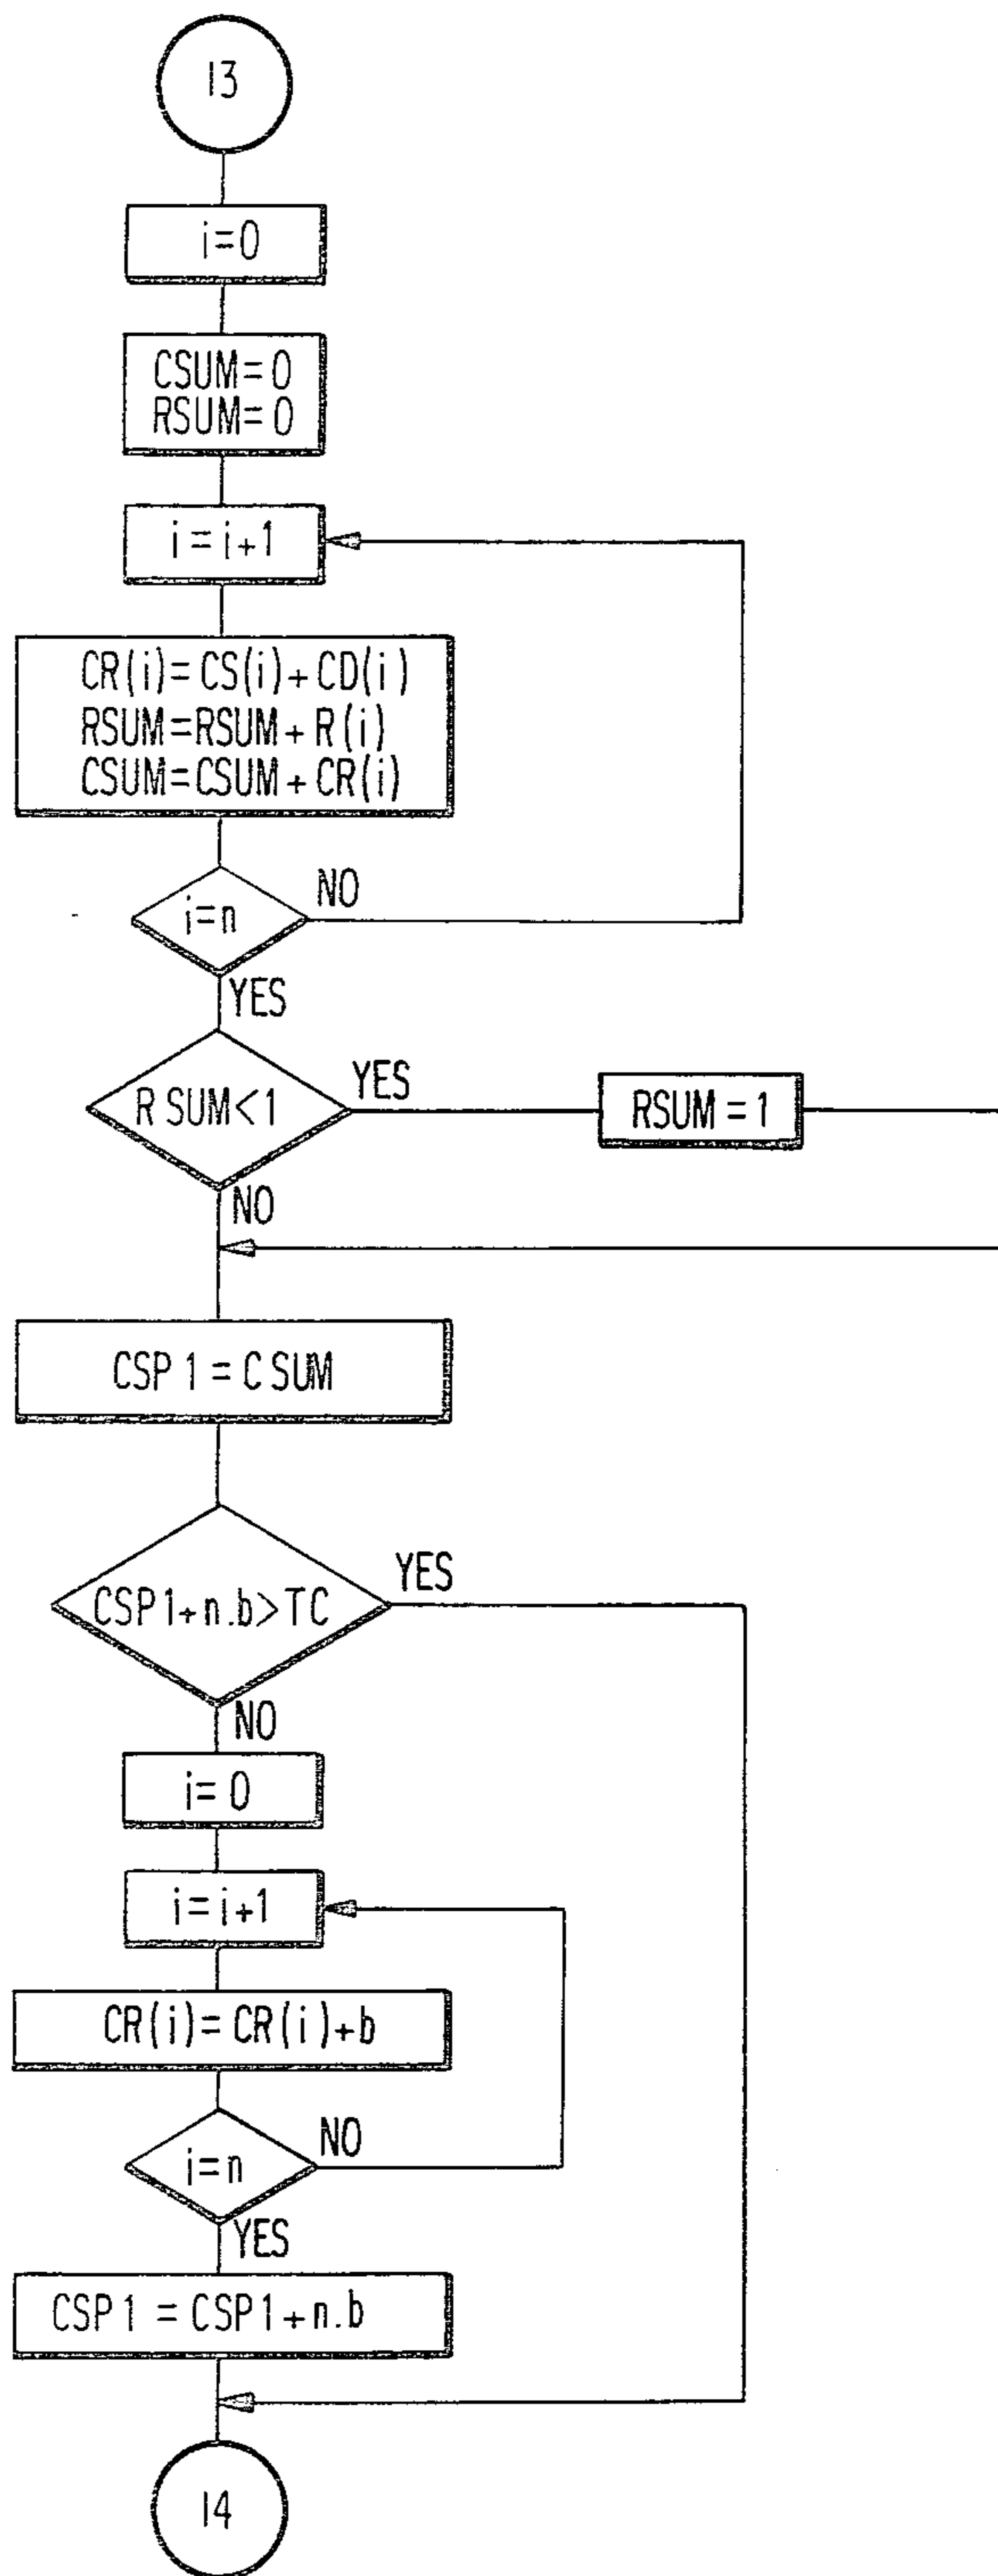 13
i=0
CSUM=0
RSUM=0
i=i+1
CR(i)=CS(i)+CD(i)
RSUM=RSUM+R(i)
CSUM=CSUM+CR(i)
i=n
NO
YES
R SUM<1
YES
RSUM=1
NO
CSP 1 = C SUM
CSP1+n.b>TC
YES
NO
i=0
i=i+1
CR(i)=CR(i)+b
i=n
NO
YES
CSP 1 = CSP1+n.b
14